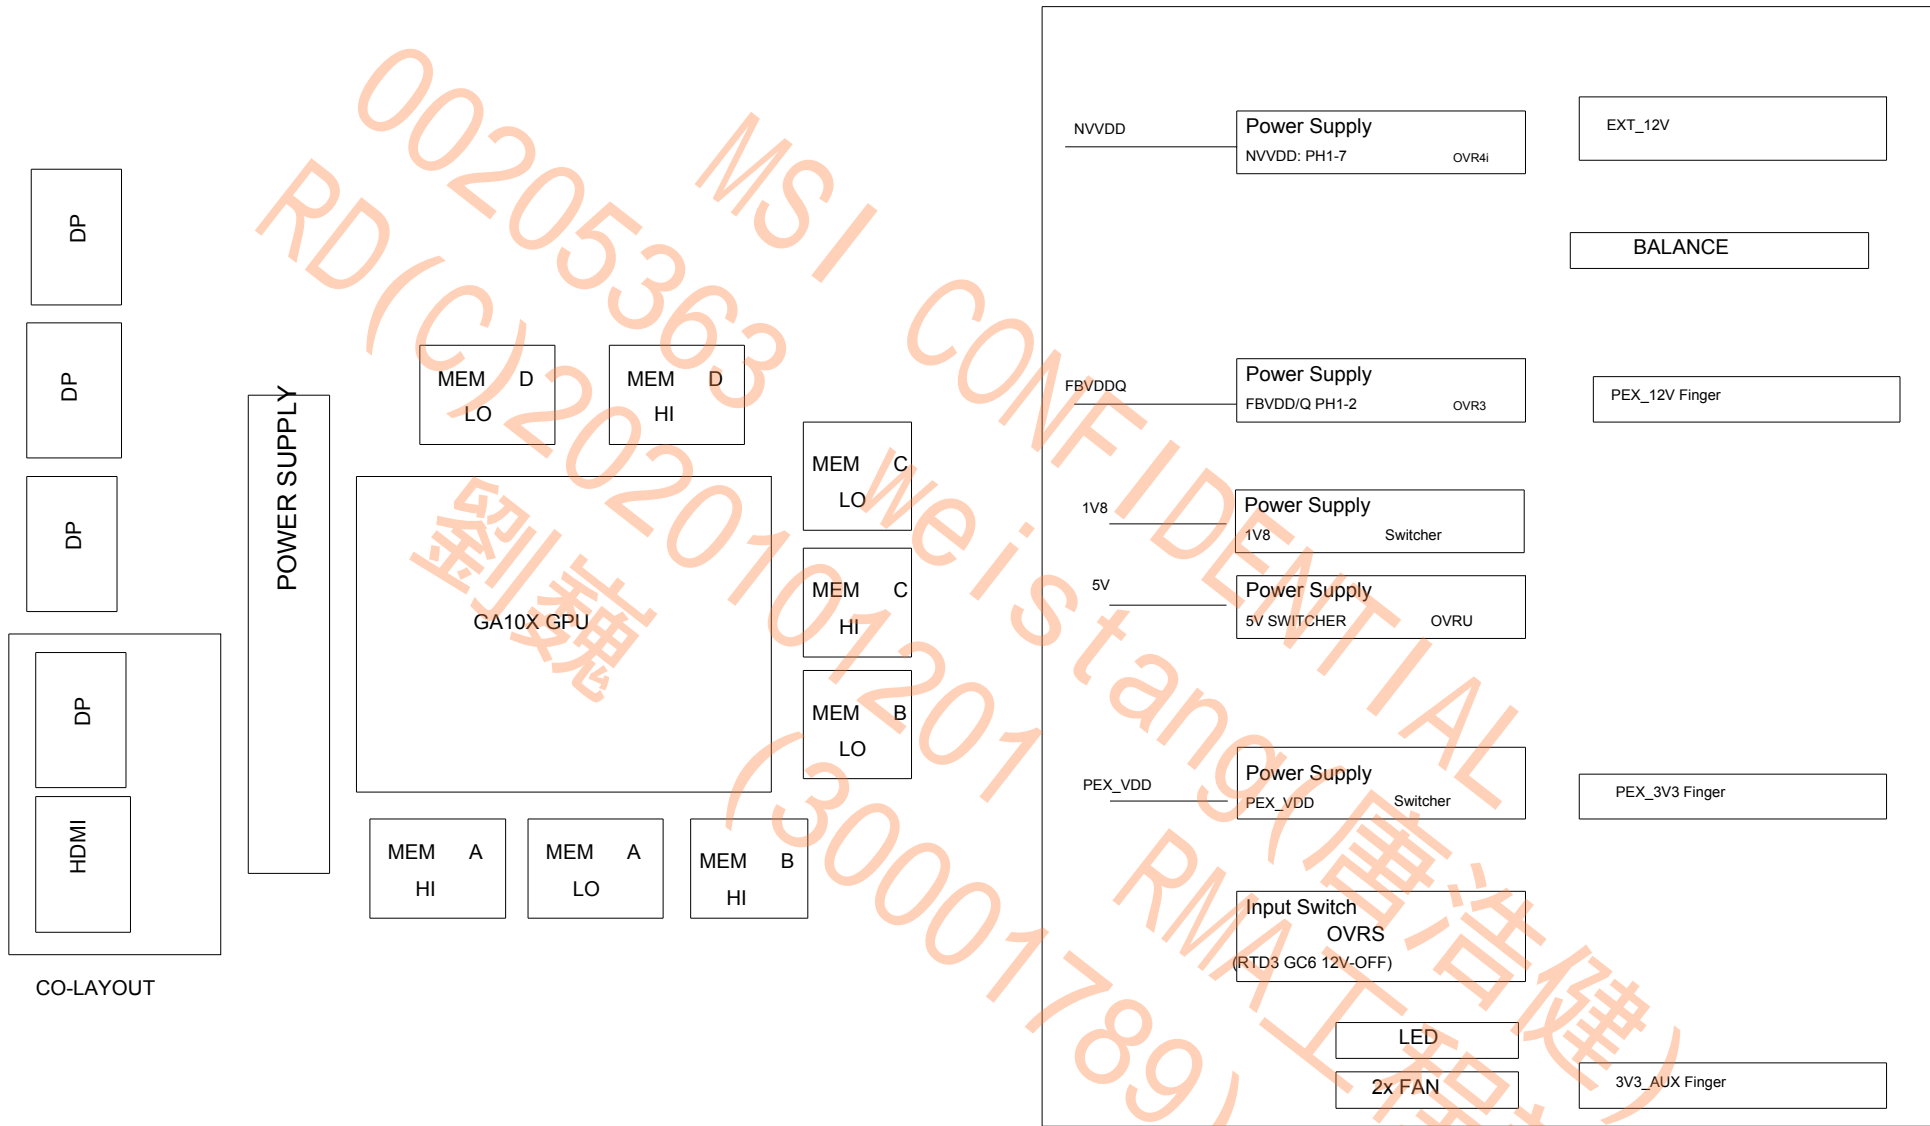 DP
DP
DP
DP
HDMI
CO-LAYOUT
POWER SUPPLY
MEM D
LO
MEM D
HI
MEM C
LO
MEM C
HI
MEM B
LO
GA10X GPU
MEM A
HI
MEM A
LO
MEM B
HI
NVVDD
Power Supply
NVVDD: PH1-7 OVR4i
EXT_12V
BALANCE
FBVDDQ
Power Supply
FBVDD/Q PH1-2 OVR3
PEX_12V Finger
1V8
Power Supply
1V8 Switcher
5V
Power Supply
5V SWITCHER OVRU
PEX_VDD
Power Supply
PEX_VDD Switcher
PEX_3V3 Finger
Input Switch
OVRS
(RTD3 GC6 12V-OFF)
LED
2x FAN
3V3_AUX Finger
MSI CONFIDENTIAL
00205363 weistang(唐浩健)
RD(C)2020101201 RMA工程
劉巍 (30001789)